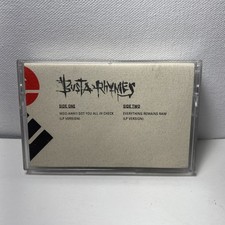 BUSTA RHYMES
SIDE ONE
WOO-HAH!! GOT YOU ALL IN CHECK
(LP VERSION)
SIDE TWO
EVERYTHING REMAINS RAW
(LP VERSION)